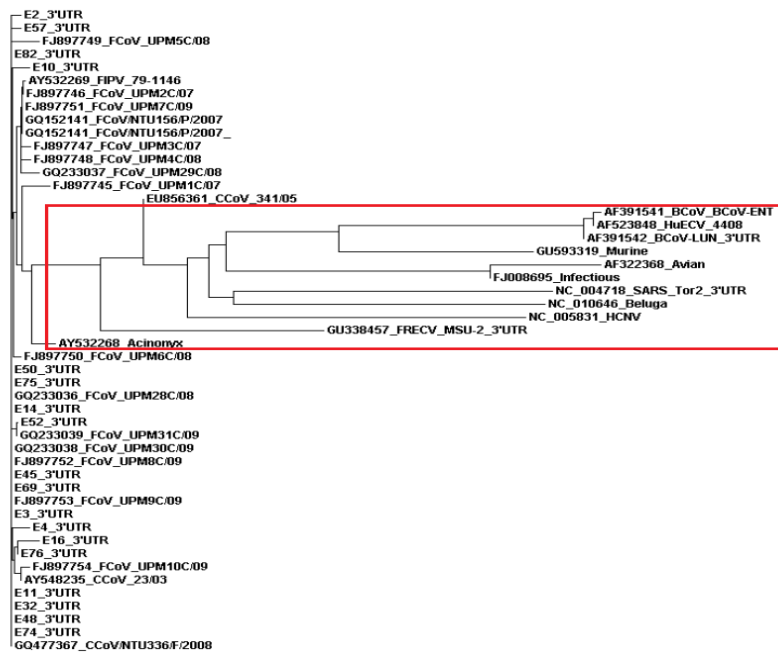 E2_3'UTR
E57_3'UTR
FJ897749_FCoV_UPM5C/08
E82_3'UTR
E10_3'UTR
AY532269_FIPV_79-1146
FJ897746_FCoV_UPM2C/07
FJ897751_FCoV_UPM7C/09
GQ152141_FCoV/NTU156/P/2007
GQ152141_FCoV/NTU156/P/2007_
FJ897747_FCoV_UPM3C/07
FJ897748_FCoV_UPM4C/08
GQ233037_FCoV_UPM29C/08
FJ897745_FCoV_UPM1C/07
EU856361_CCoV_341/05
AF391541_BCoV_BCoV-ENT
AF523848_HuECV_4408
AF391542_BCoV-LUN_3'UTR
GU593319_Murine
AF322368_Avian
FJ008695_Infectious
NC_004718_SARS_Tor2_3'UTR
NC_010646_Beluga
NC_005831_HCNV
GU338457_FRECV_MSU-2_3'UTR
AY532268_Acinonyx
FJ897750_FCoV_UPM6C/08
E50_3'UTR
E75_3'UTR
GQ233036_FCoV_UPM28C/08
E14_3'UTR
E52_3'UTR
GQ233039_FCoV_UPM31C/09
GQ233038_FCoV_UPM30C/09
FJ897752_FCoV_UPM8C/09
E45_3'UTR
E69_3'UTR
FJ897753_FCoV_UPM9C/09
E3_3'UTR
E4_3'UTR
E16_3'UTR
E76_3'UTR
FJ897754_FCoV_UPM10C/09
AY548235_CCoV_23/03
E11_3'UTR
E32_3'UTR
E48_3'UTR
E74_3'UTR
GQ477367_CCoV/NTU336/F/2008